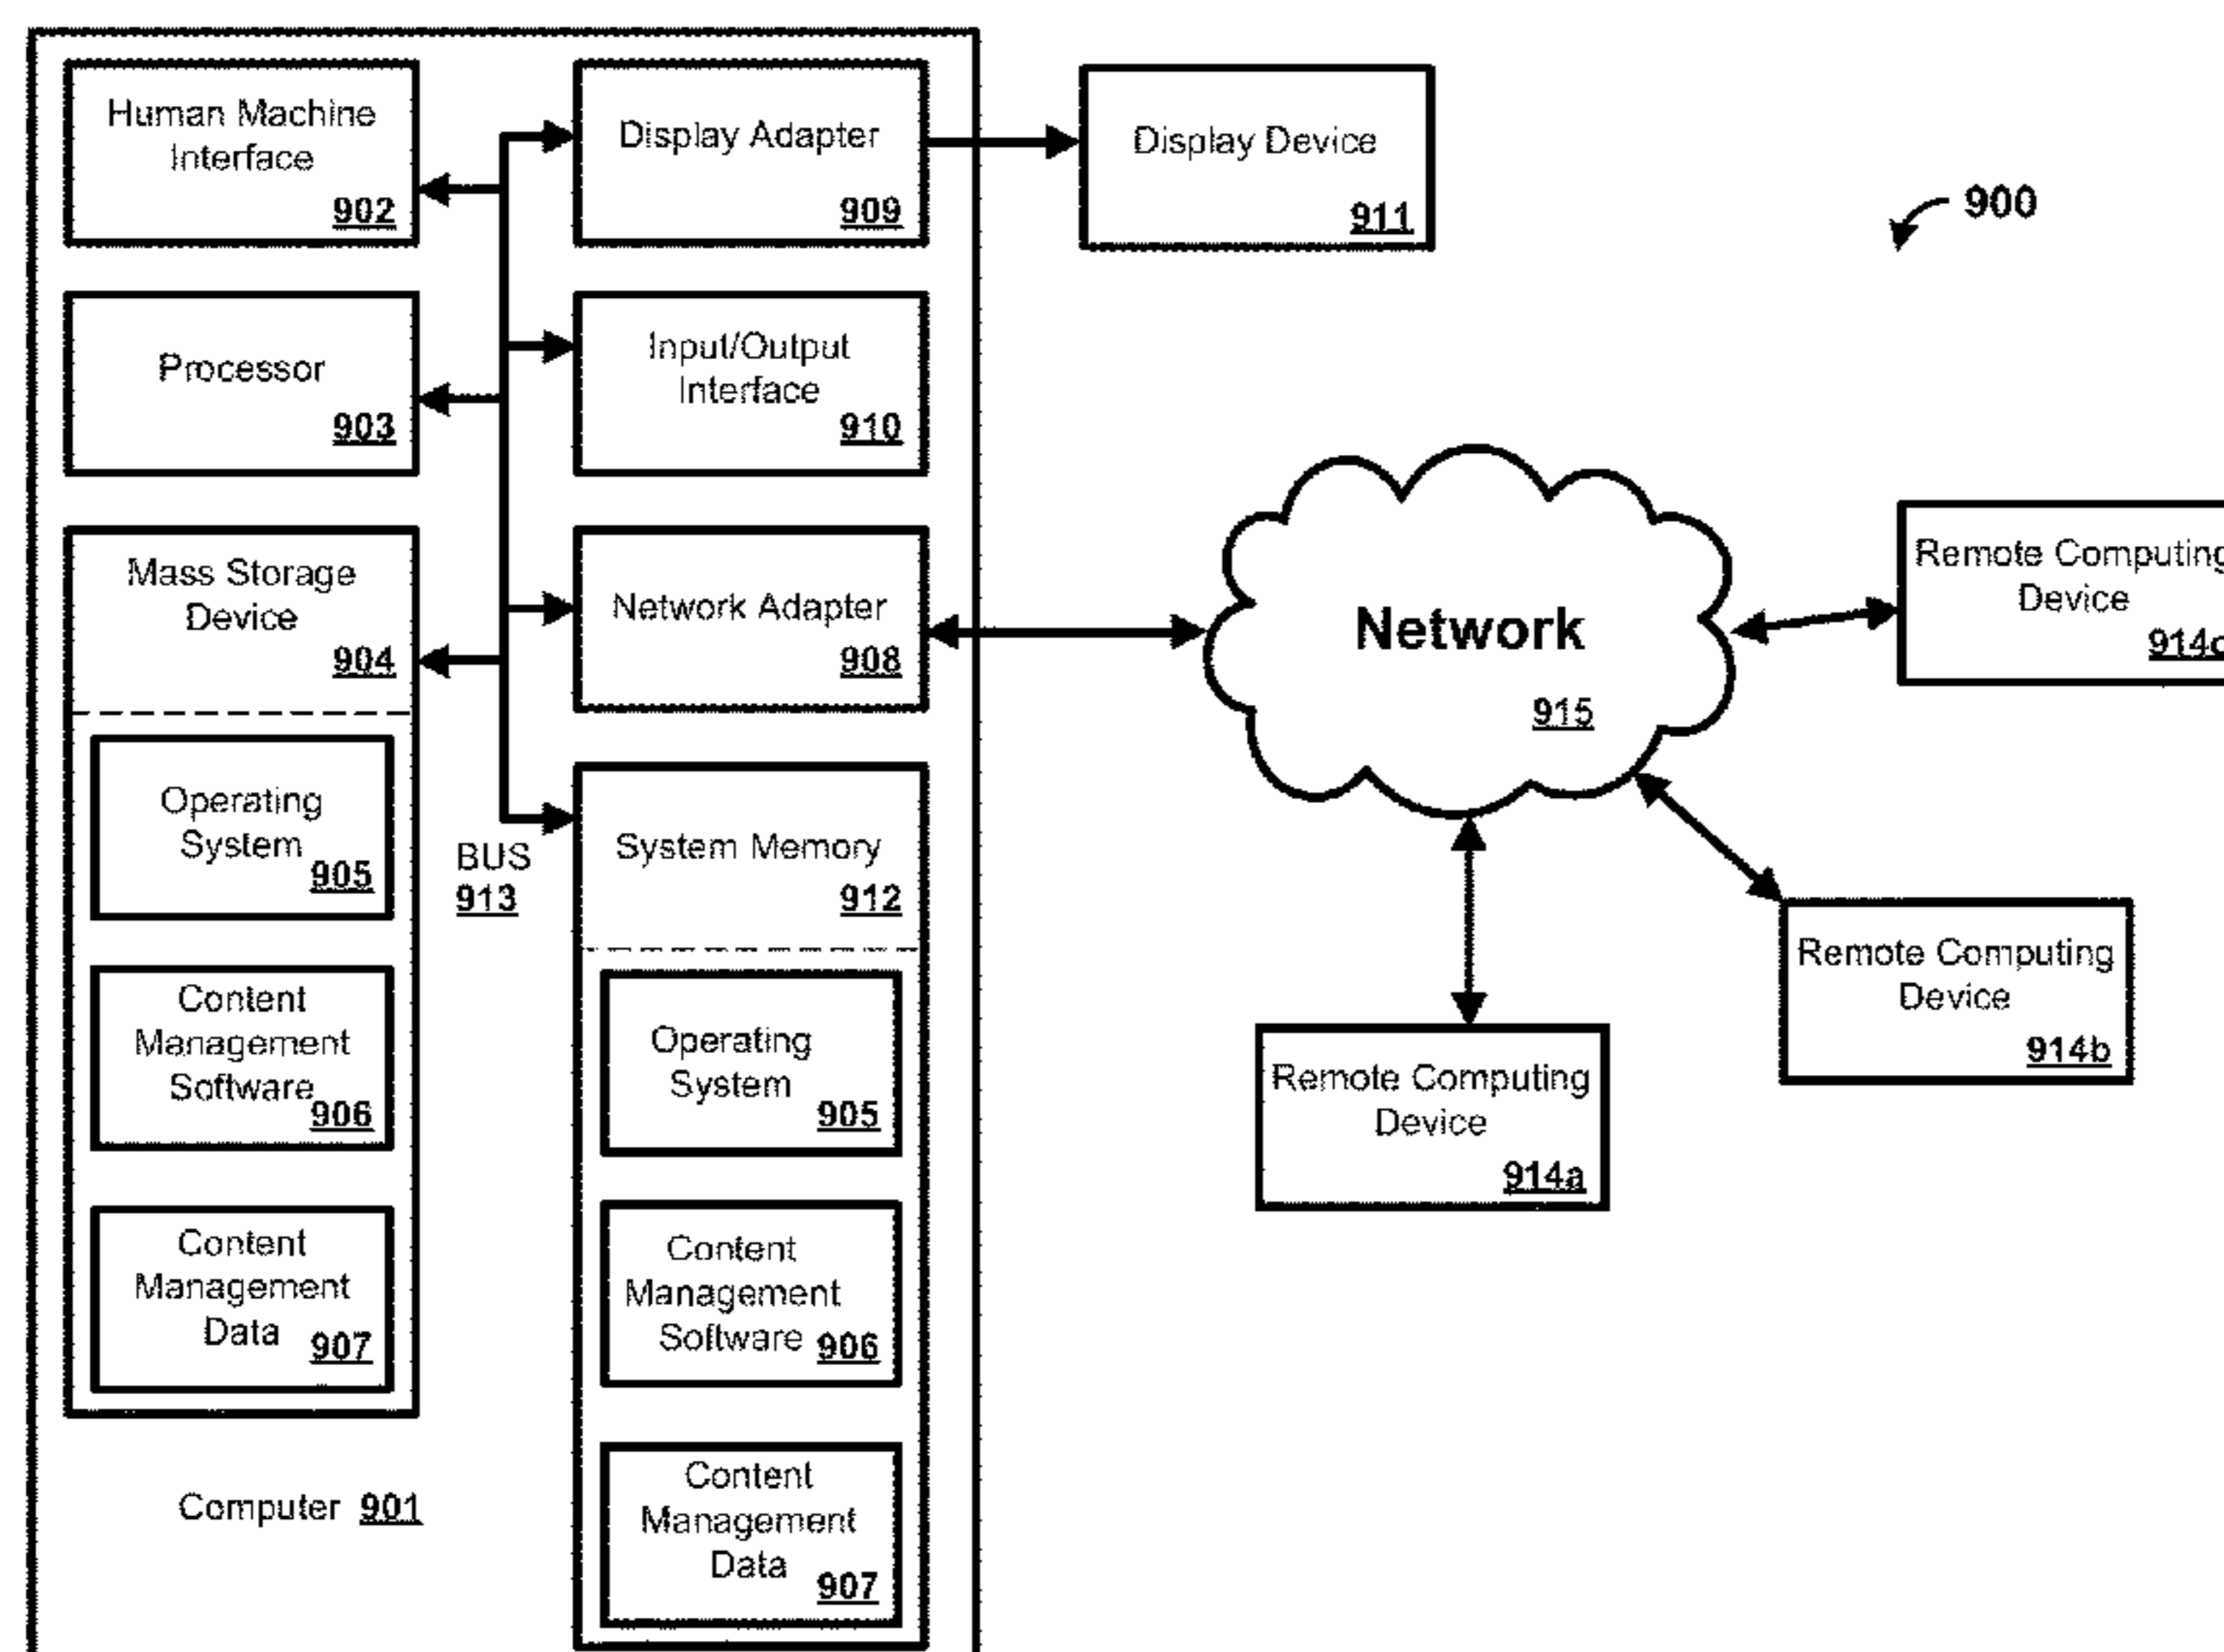 Human Machine
Interface
902
Display Adapter
909
Display Device
911
900
Processor
903
Input/Output
Interface
910
Mass Storage
Device
904
Network Adapter
908
Network
915
Remote Computing
Device
914c
Operating
System
905
BUS
913
System Memory
912
Content
Management
Software
906
Operating
System
905
Remote Computing
Device
914b
Remote Computing
Device
914a
Content
Management
Data
907
Content
Management
Software
906
Computer 901
Content
Management
Data
907